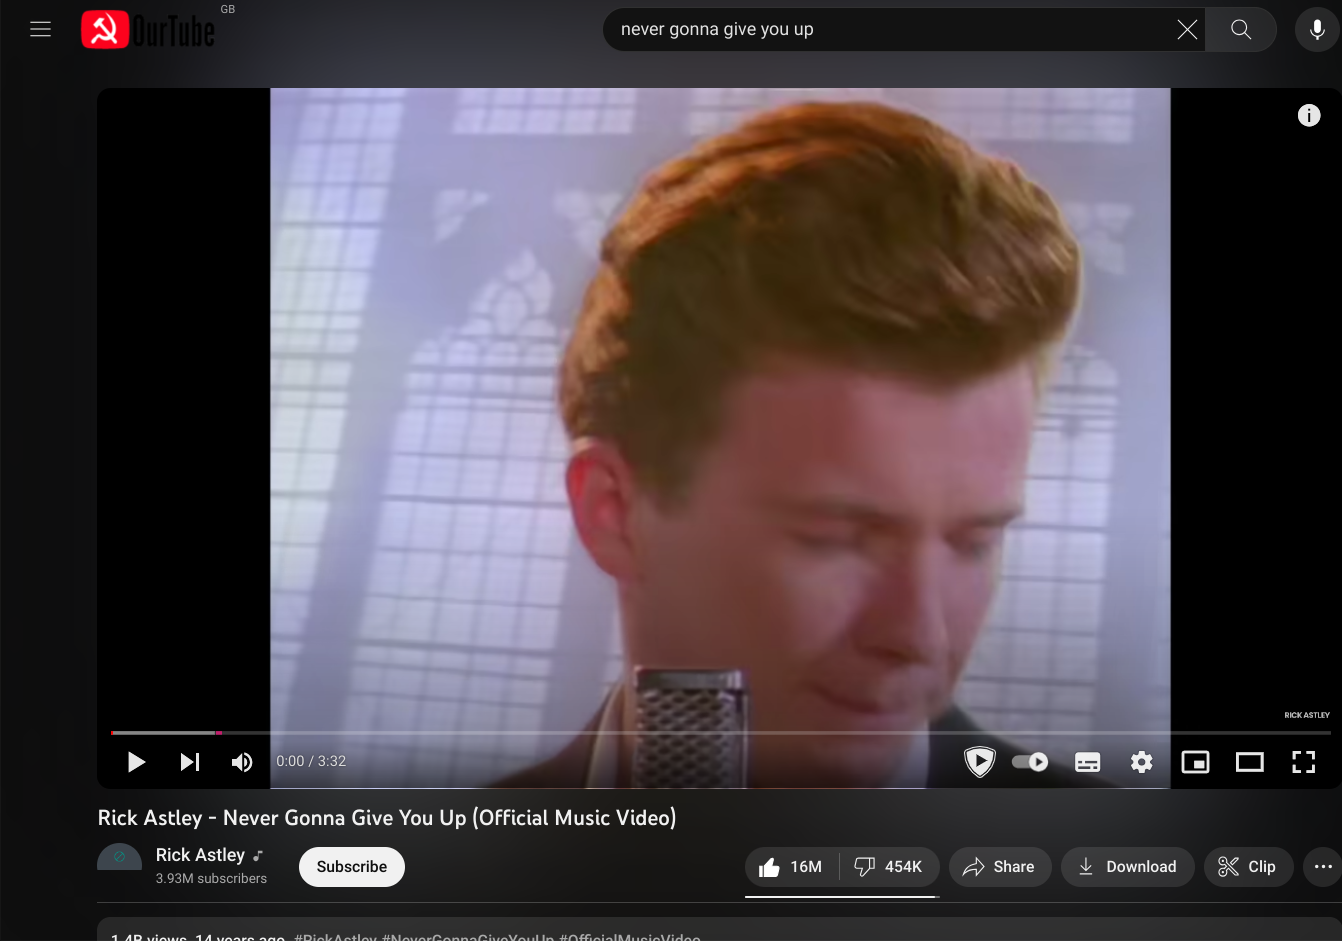 OurTube
GB
never gonna give you up
i
RICK ASTLEY
0:00 / 3:32
Rick Astley - Never Gonna Give You Up (Official Music Video)
Rick Astley
3.93M subscribers
Subscribe
16M
454K
Share
Download
Clip
1.4B views 14 years ago #RickAstley #NeverGonnaGiveYouUp #OfficialMusicVideo